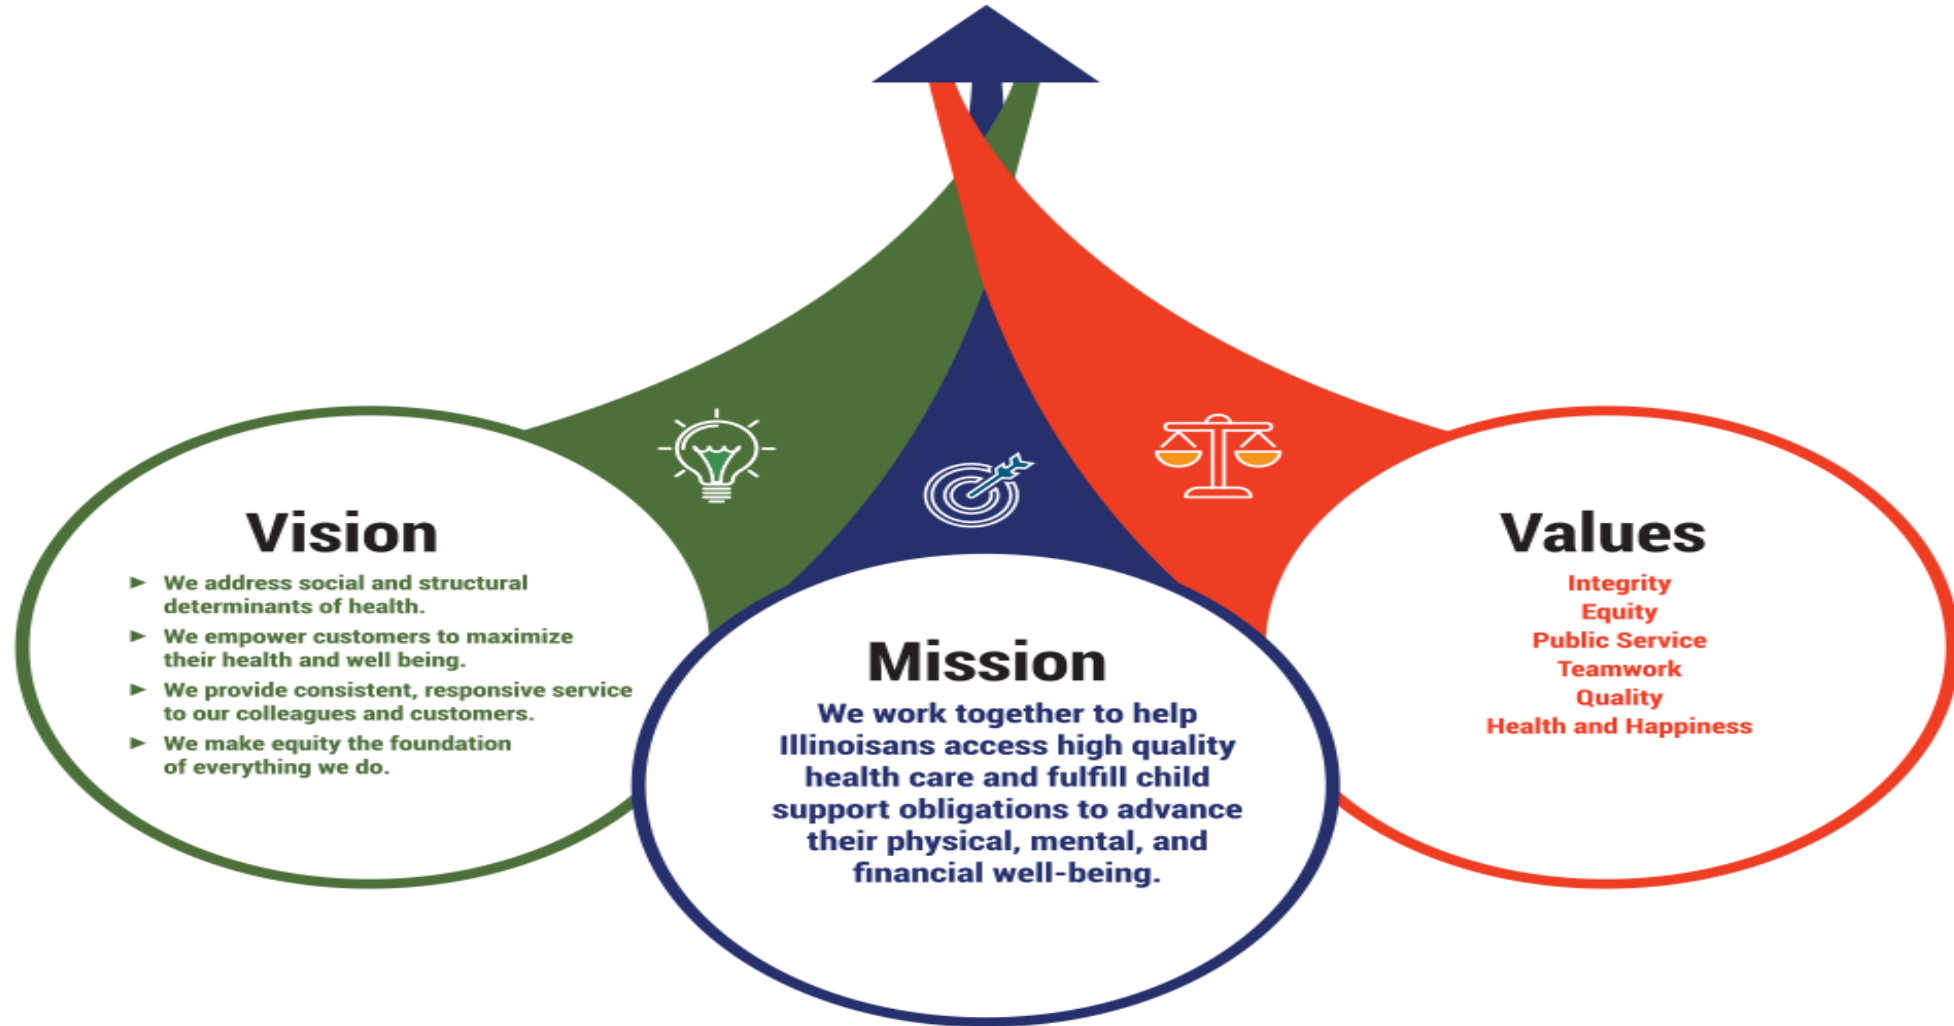 Vision
► We address social and structural
determinants of health.
► We empower customers to maximize
their health and well being.
► We provide consistent, responsive service
to our colleagues and customers.
► We make equity the foundation
of everything we do.
Mission
We work together to help
Illinoisans access high quality
health care and fulfill child
support obligations to advance
their physical, mental, and
financial well-being.
Values
Integrity
Equity
Public Service
Teamwork
Quality
Health and Happiness